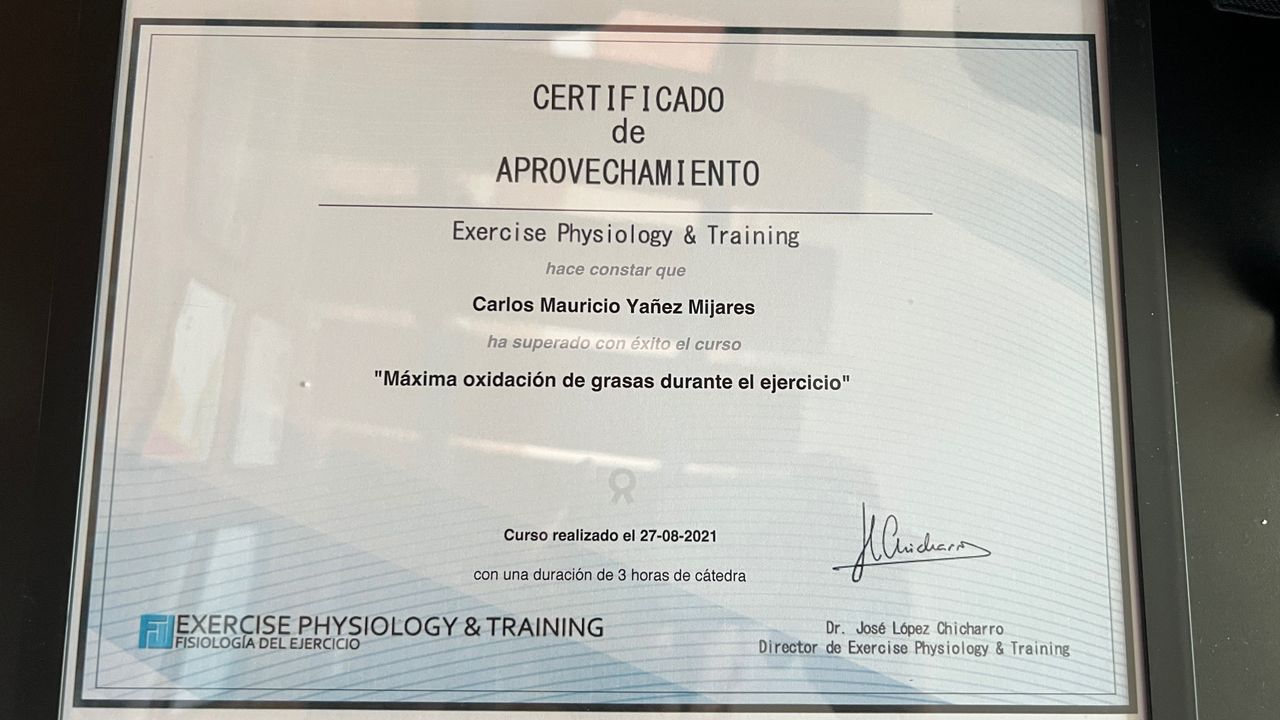 CERTIFICADO
de
APROVECHAMIENTO
Exercise Physiology & Training
hace constar que
Carlos Mauricio Yañez Mijares
ha superado con éxito el curso
"Máxima oxidación de grasas durante el ejercicio"
Curso realizado el 27-08-2021
con una duración de 3 horas de cátedra
JLChicharro
EXERCISE PHYSIOLOGY & TRAINING
FISIOLOGÍA DEL EJERCICIO
Dr. José López Chicharro
Director de Exercise Physiology & Training